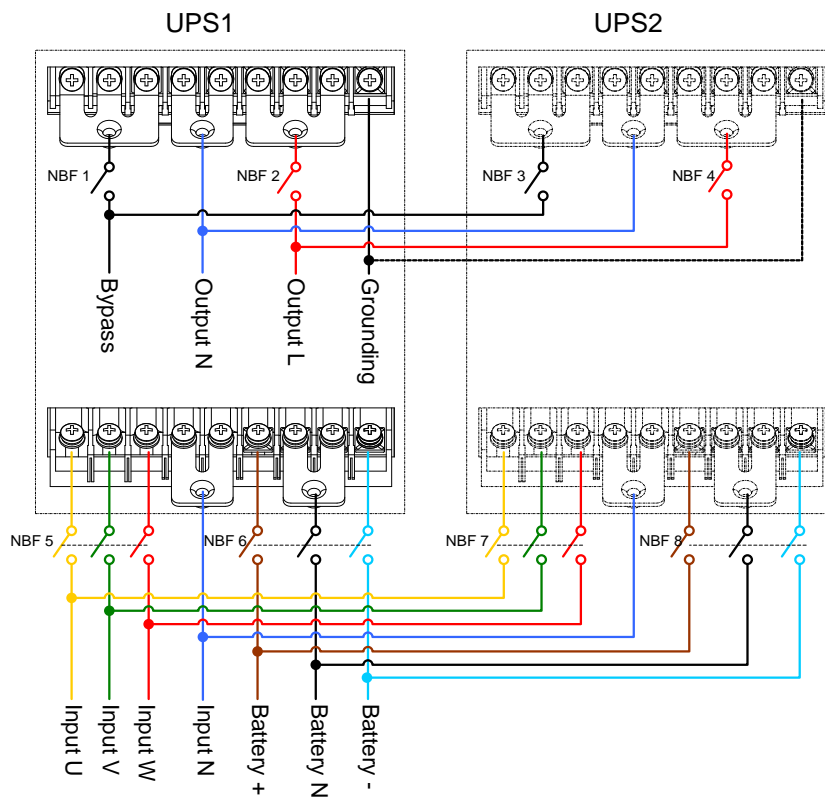 UPS1
UPS2
NBF 1
NBF 2
NBF 3
NBF 4
Bypass
Output N
Output L
Grounding
NBF 5
NBF 6
NBF 7
NBF 8
Input U
Input V
Input W
Input N
Battery +
Battery N
Battery -